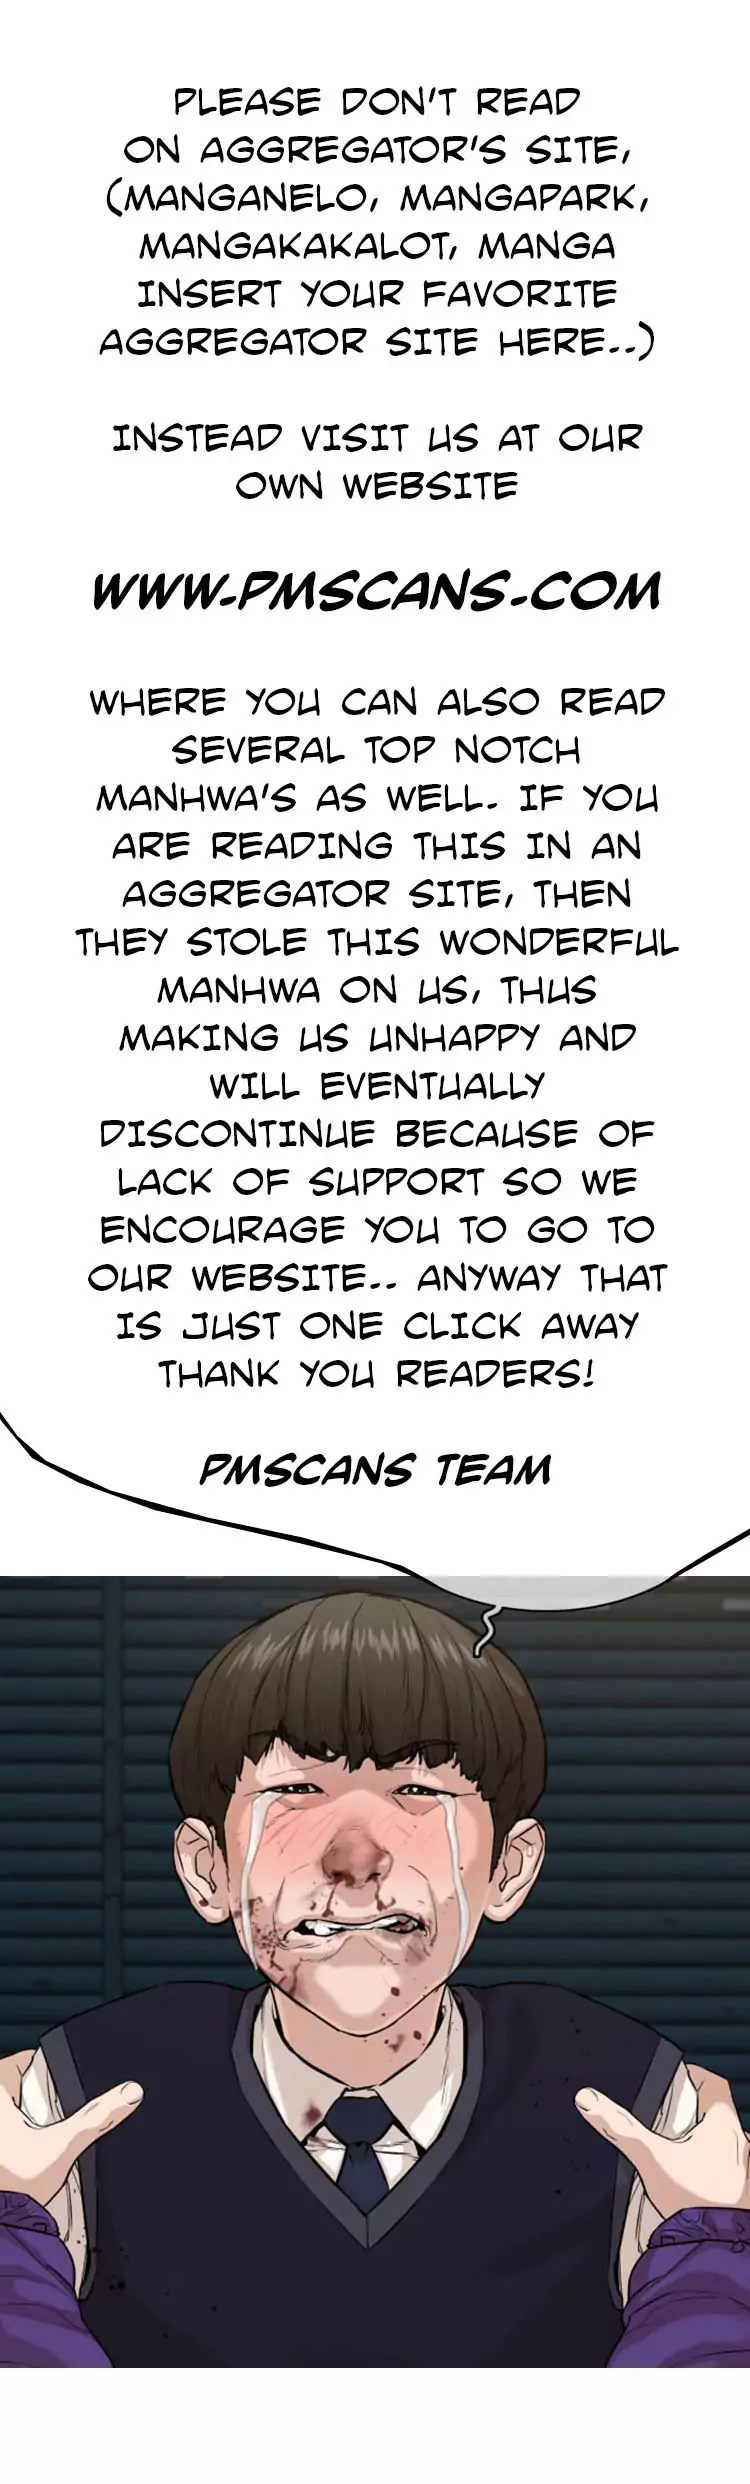 PLEASE DON'T READ
ON AGGREGATOR'S SITE,
(MANGANELO, MANGAPARK,
MANGAKAKALOT, MANGA
INSERT YOUR FAVORITE
AGGREGATOR SITE HERE..)
INSTEAD VISIT US AT OUR
OWN WEBSITE
WWW.PMSCANS.COM
WHERE YOU CAN ALSO READ
SEVERAL TOP NOTCH
MANHWA'S AS WELL. IF YOU
ARE READING THIS IN AN
AGGREGATOR SITE, THEN
THEY STOLE THIS WONDERFUL
MANHWA ON US, THUS
MAKING US UNHAPPY AND
WILL EVENTUALLY
DISCONTINUE BECAUSE OF
LACK OF SUPPORT SO WE
ENCOURAGE YOU TO GO TO
OUR WEBSITE.. ANYWAY THAT
IS JUST ONE CLICK AWAY
THANK YOU READERS!
PMSCANS TEAM